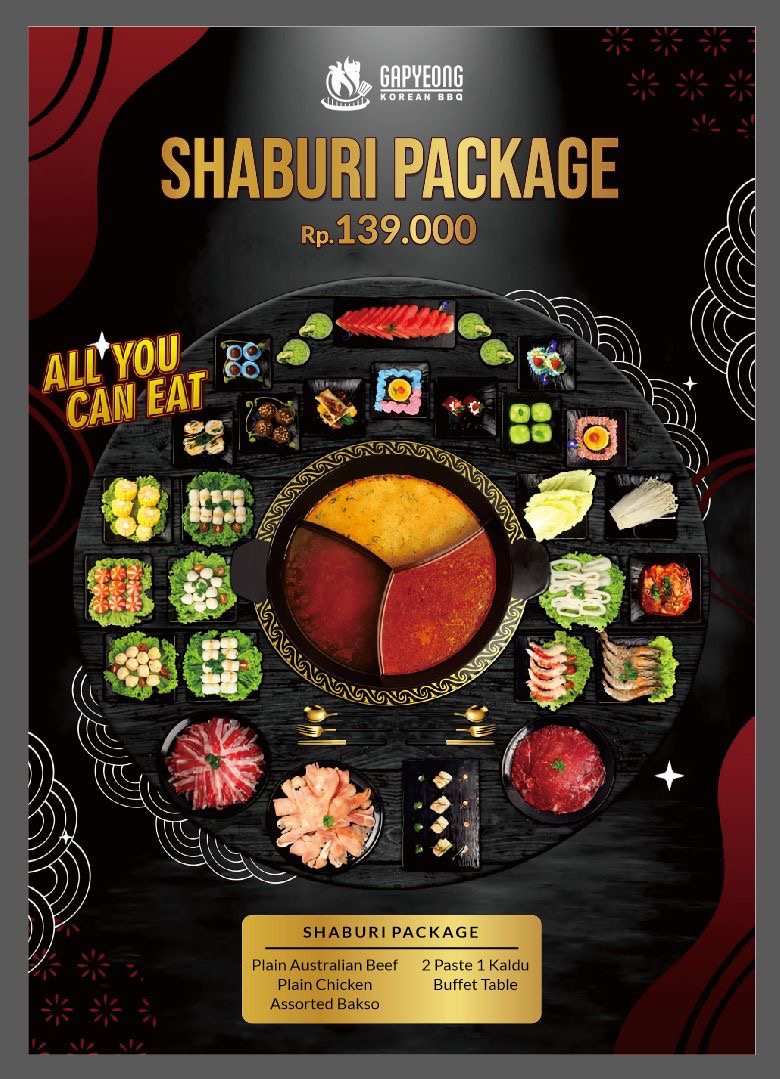 GAPYEONG
KOREAN BBQ
SHABURI PACKAGE
Rp.139.000
ALL YOU
CAN EAT
SHABURI PACKAGE
Plain Australian Beef
Plain Chicken
Assorted Bakso
2 Paste 1 Kaldu
Buffet Table